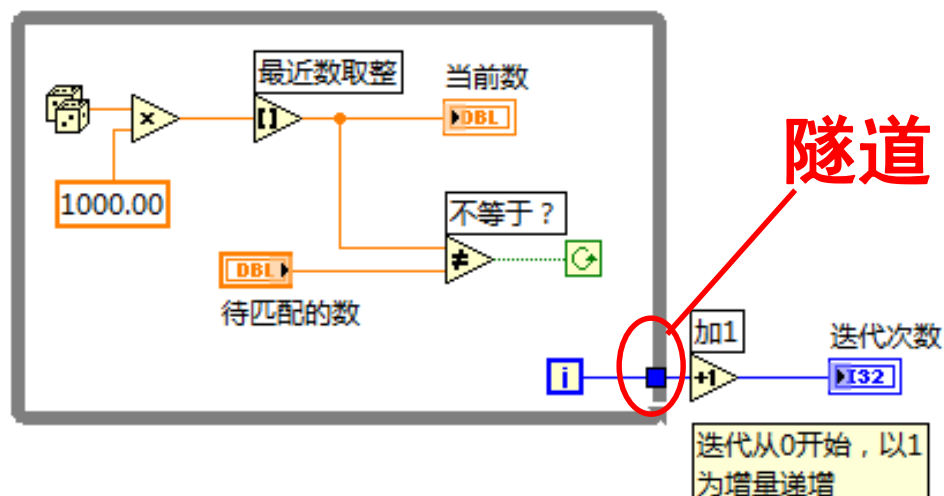 最近数取整
当前数
DBL
隧道
×
[]
1000.00
不等于？
≠
DBL
待匹配的数
加1
迭代次数
i
+1
I32
迭代从0开始，以1
为增量递增